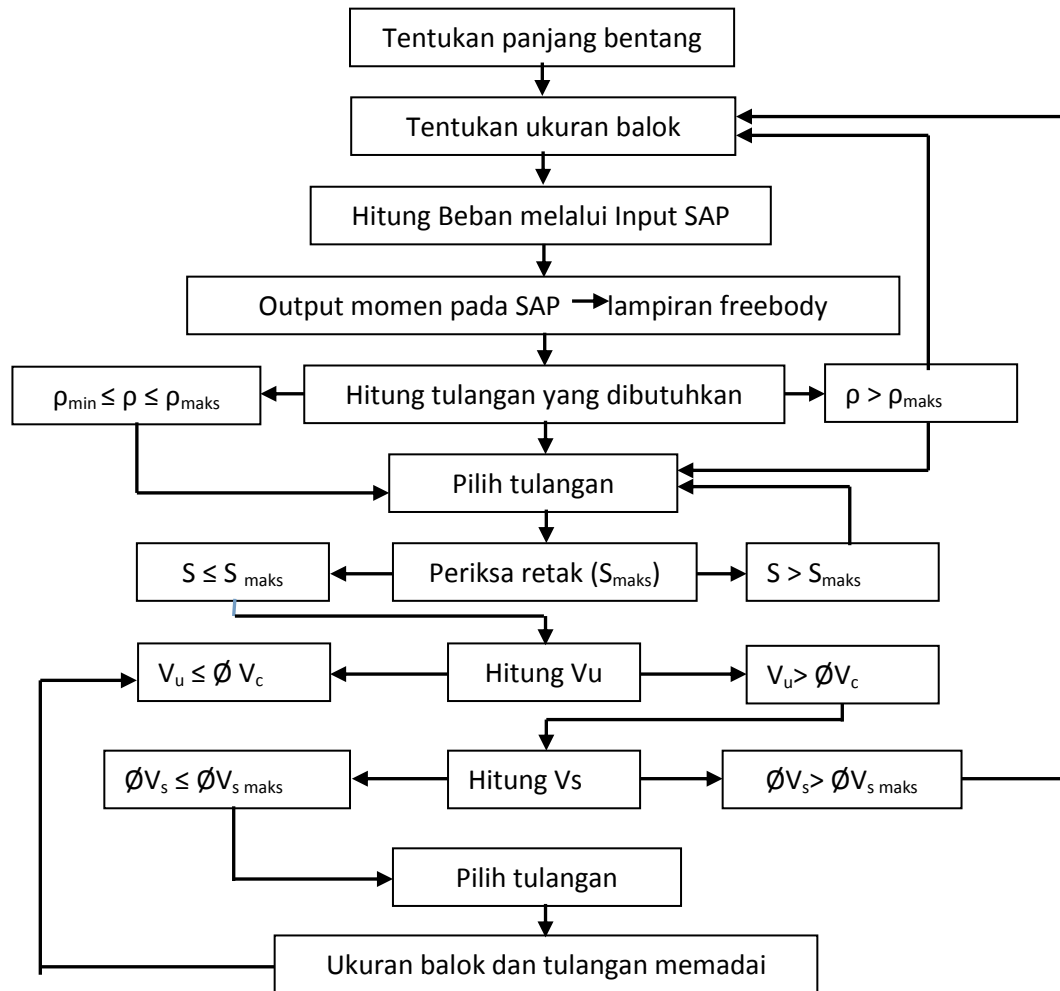 Tentukan panjang bentang
Tentukan ukuran balok
Hitung Beban melalui Input SAP
Output momen pada SAP lampiran freebody
ρmin ≤ ρ ≤ ρmaks
Hitung tulangan yang dibutuhkan
ρ > ρmaks
Pilih tulangan
S ≤ S maks
Periksa retak (Smaks)
S > Smaks
Vu ≤ Ø Vc
Hitung Vu
Vu> ØVc
ØVs ≤ ØVs maks
Hitung Vs
ØVs> ØVs maks
Pilih tulangan
Ukuran balok dan tulangan memadai